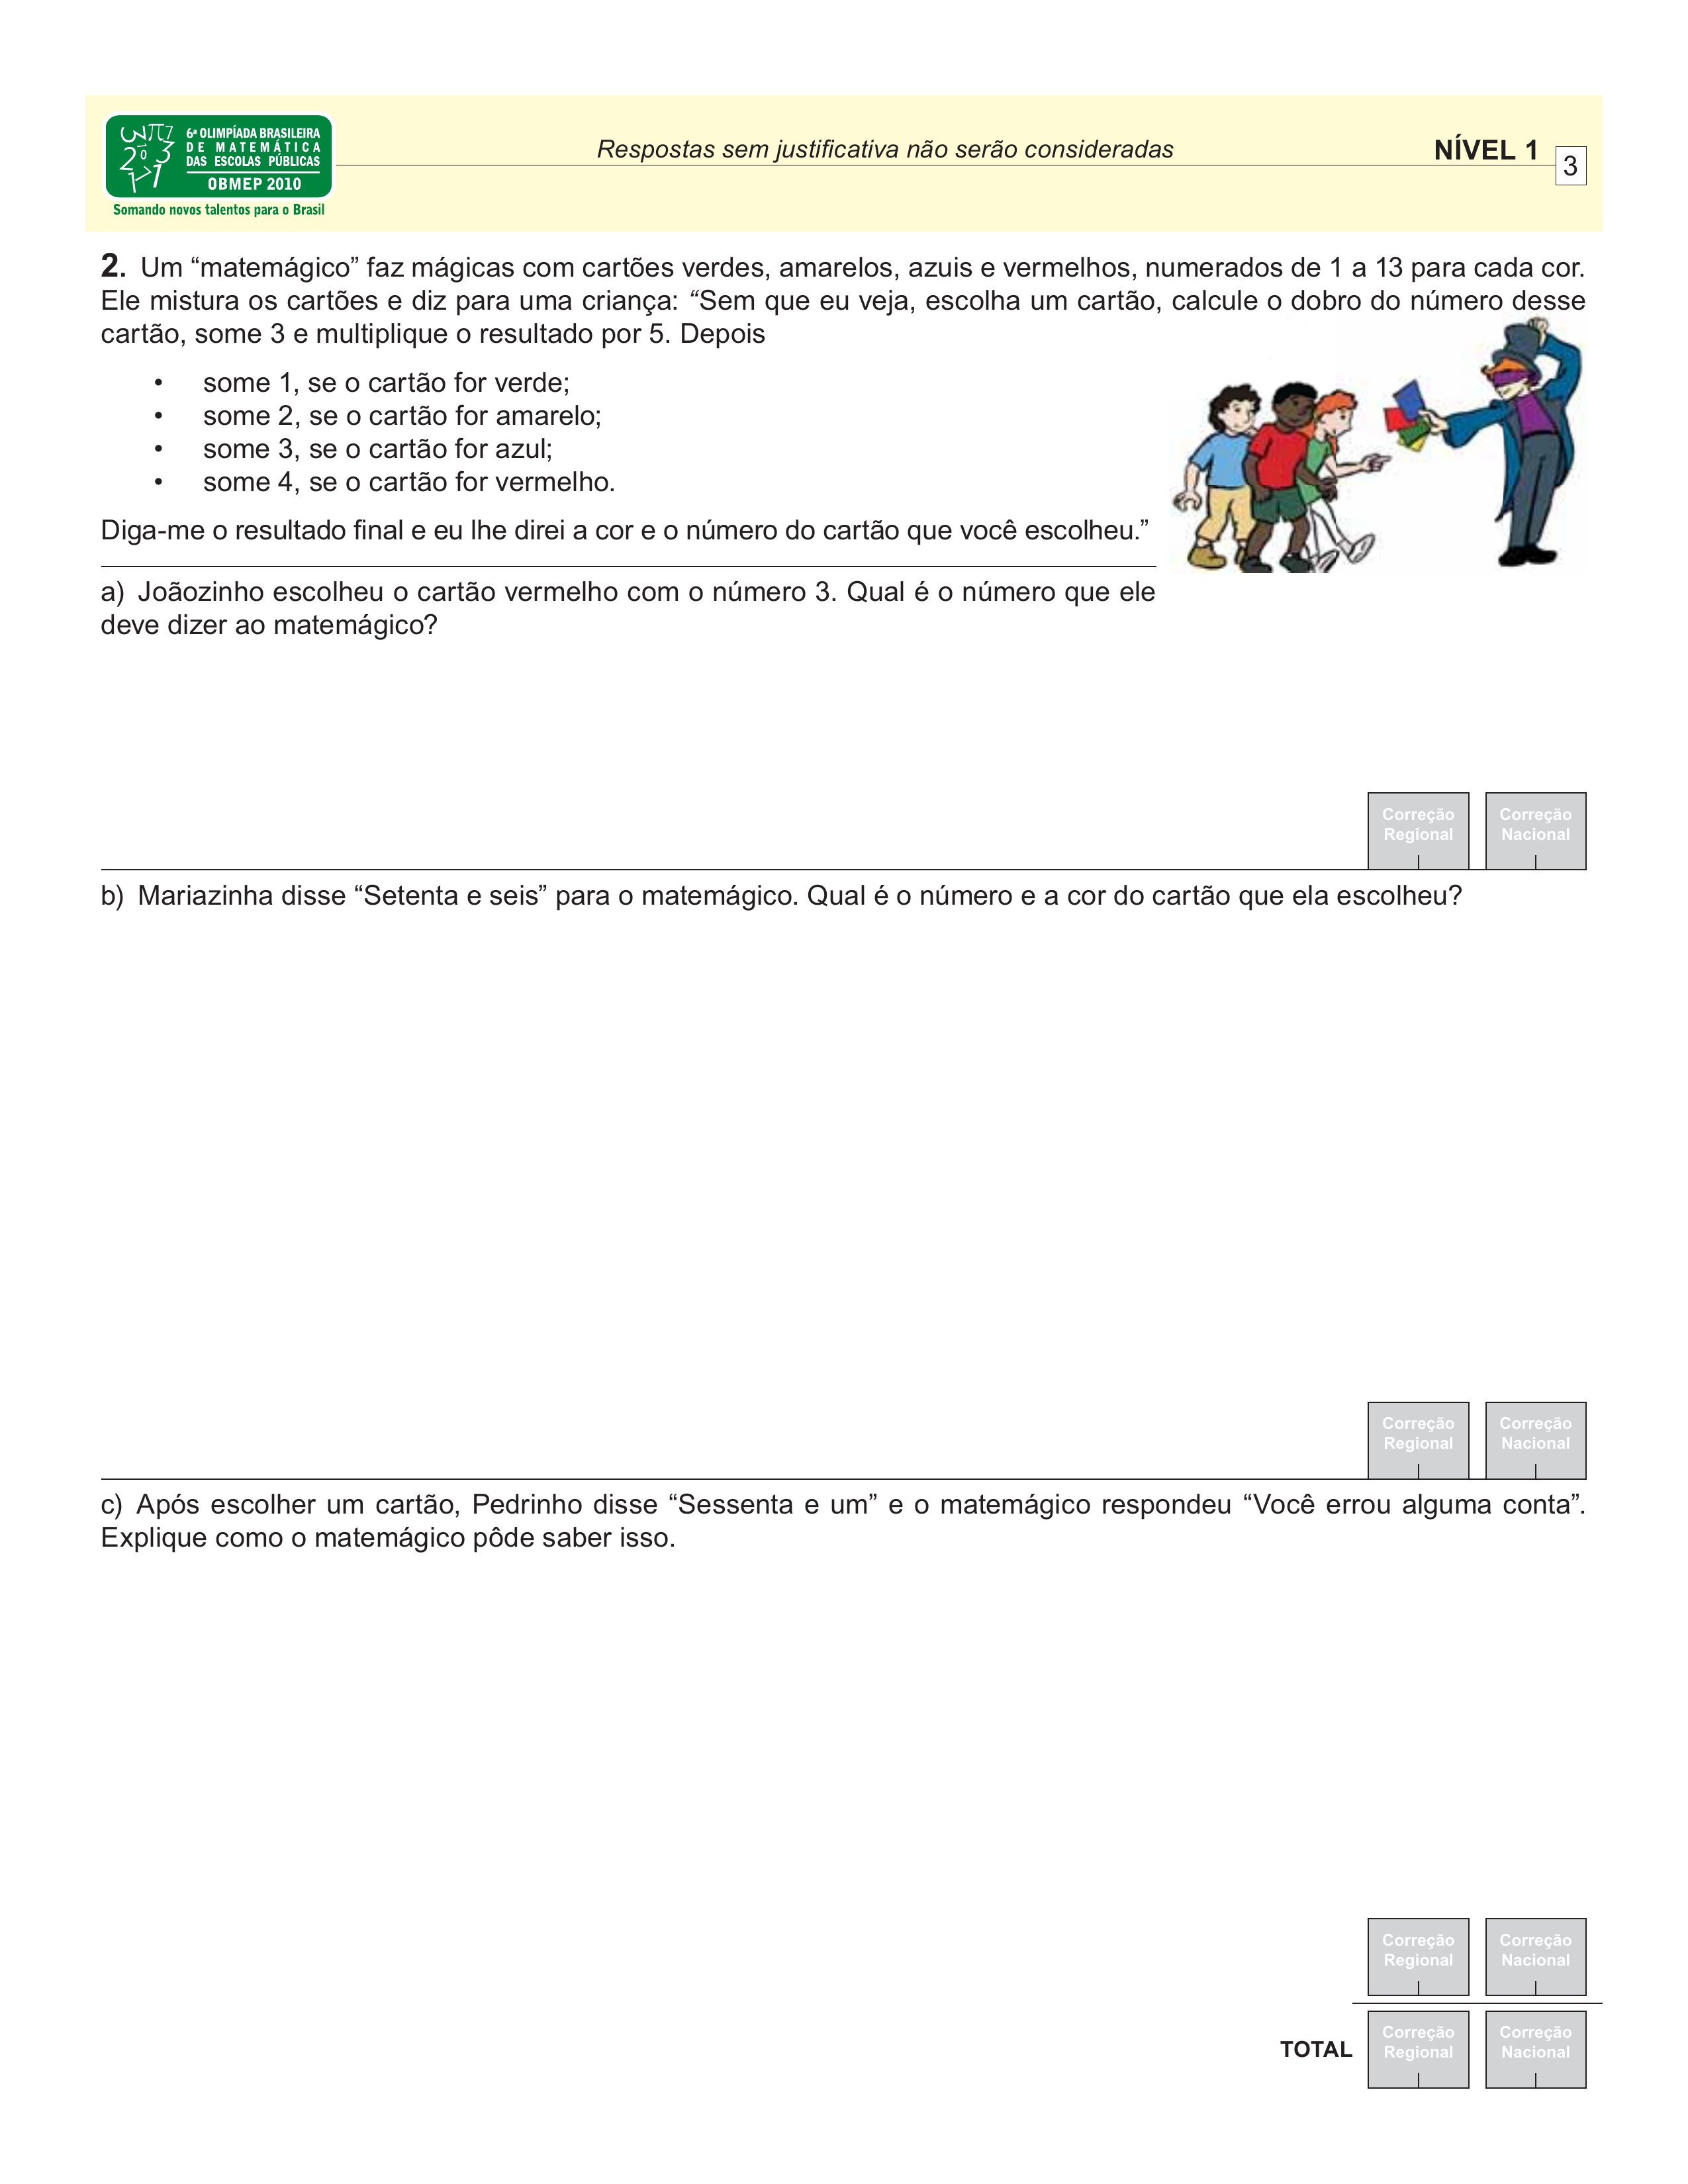 6ª OLIMPÍADA BRASILEIRA
DE MATEMÁTICA
DAS ESCOLAS PÚBLICAS
OBMEP 2010
Somando novos talentos para o Brasil
Respostas sem justificativa não serão consideradas
NÍVEL 1
3
2. Um “matemágico” faz mágicas com cartões verdes, amarelos, azuis e vermelhos, numerados de 1 a 13 para cada cor.
Ele mistura os cartões e diz para uma criança: “Sem que eu veja, escolha um cartão, calcule o dobro do número desse
cartão, some 3 e multiplique o resultado por 5. Depois
• some 1, se o cartão for verde;
• some 2, se o cartão for amarelo;
• some 3, se o cartão for azul;
• some 4, se o cartão for vermelho.
Diga-me o resultado final e eu lhe direi a cor e o número do cartão que você escolheu.”
a) Joãozinho escolheu o cartão vermelho com o número 3. Qual é o número que ele
deve dizer ao matemágico?
Correção Regional
Correção Nacional
b) Mariazinha disse “Setenta e seis” para o matemágico. Qual é o número e a cor do cartão que ela escolheu?
Correção Regional
Correção Nacional
c) Após escolher um cartão, Pedrinho disse “Sessenta e um” e o matemágico respondeu “Você errou alguma conta”.
Explique como o matemágico pôde saber isso.
Correção Regional
Correção Nacional
TOTAL
Correção Regional
Correção Nacional